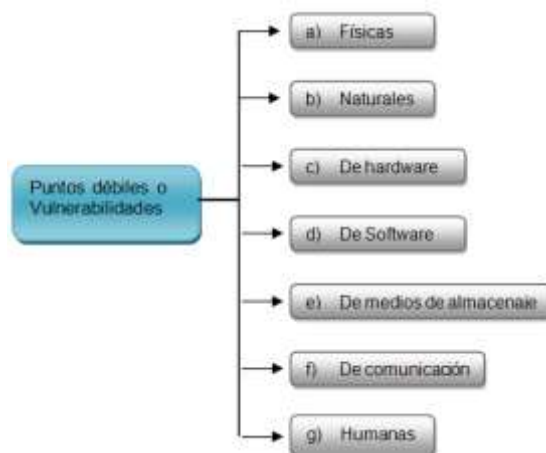 Puntos débiles o
Vulnerabilidades
a) Físicas
b) Naturales
c) De hardware
d) De Software
e) De medios de almacenaje
f) De comunicación
g) Humanas